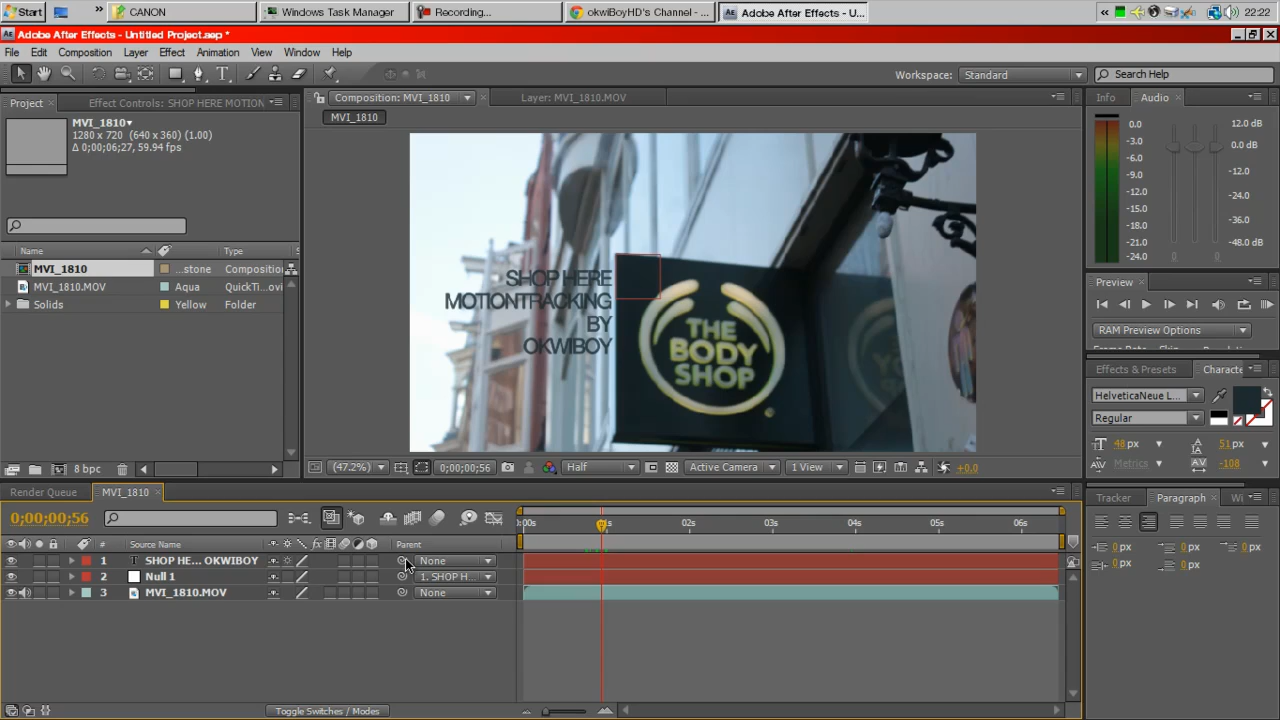 Start
CANON
Windows Task Manager
Recording...
okwiBoyHD's Channel - ...
Adobe After Effects - U...
22:22
Adobe After Effects - Untitled Project.aep *
File Edit Composition Layer Effect Animation View Window Help
Workspace: Standard
Search Help
Project
Effect Controls: SHOP HERE MOTION
Composition: MVI_1810
Layer: MVI_1810.MOV
Info
Audio
MVI_1810
1280 x 720 (640 x 360) (1.00)
Δ 0;00;06;27, 59.94 fps
MVI_1810
0.0
-3.0
-6.0
-9.0
-12.0
-15.0
-18.0
-21.0
-24.0
12.0 dB
0.0 dB
-12.0
-24.0
-36.0
-48.0 dB
Name Type
MVI_1810 ...stone Composition
MVI_1810.MOV Aqua QuickTi...ovi
Solids Yellow Folder
SHOP HERE
MOTIONTRACKING
BY
OKWIBOY
THE
BODY
SHOP
Preview
RAM Preview Options
Frame Rate Skip
Effects & Presets
Characte
HelveticaNeue L...
Regular
48 px
51 px
Metrics
-108
8 bpc
(47.2%)
0;00;00;56
Half
Active Camera
1 View
+0.0
Render Queue
MVI_1810
Tracker
Paragraph
Wi
0;00;00;56
:00s
01s
02s
03s
04s
05s
06s
# Source Name Parent
1 T SHOP HE... OKWIBOY None
2 Null 1 1. SHOP H...
3 MVI_1810.MOV None
0 px
0 px
0 px
0 px
0 px
Toggle Switches / Modes